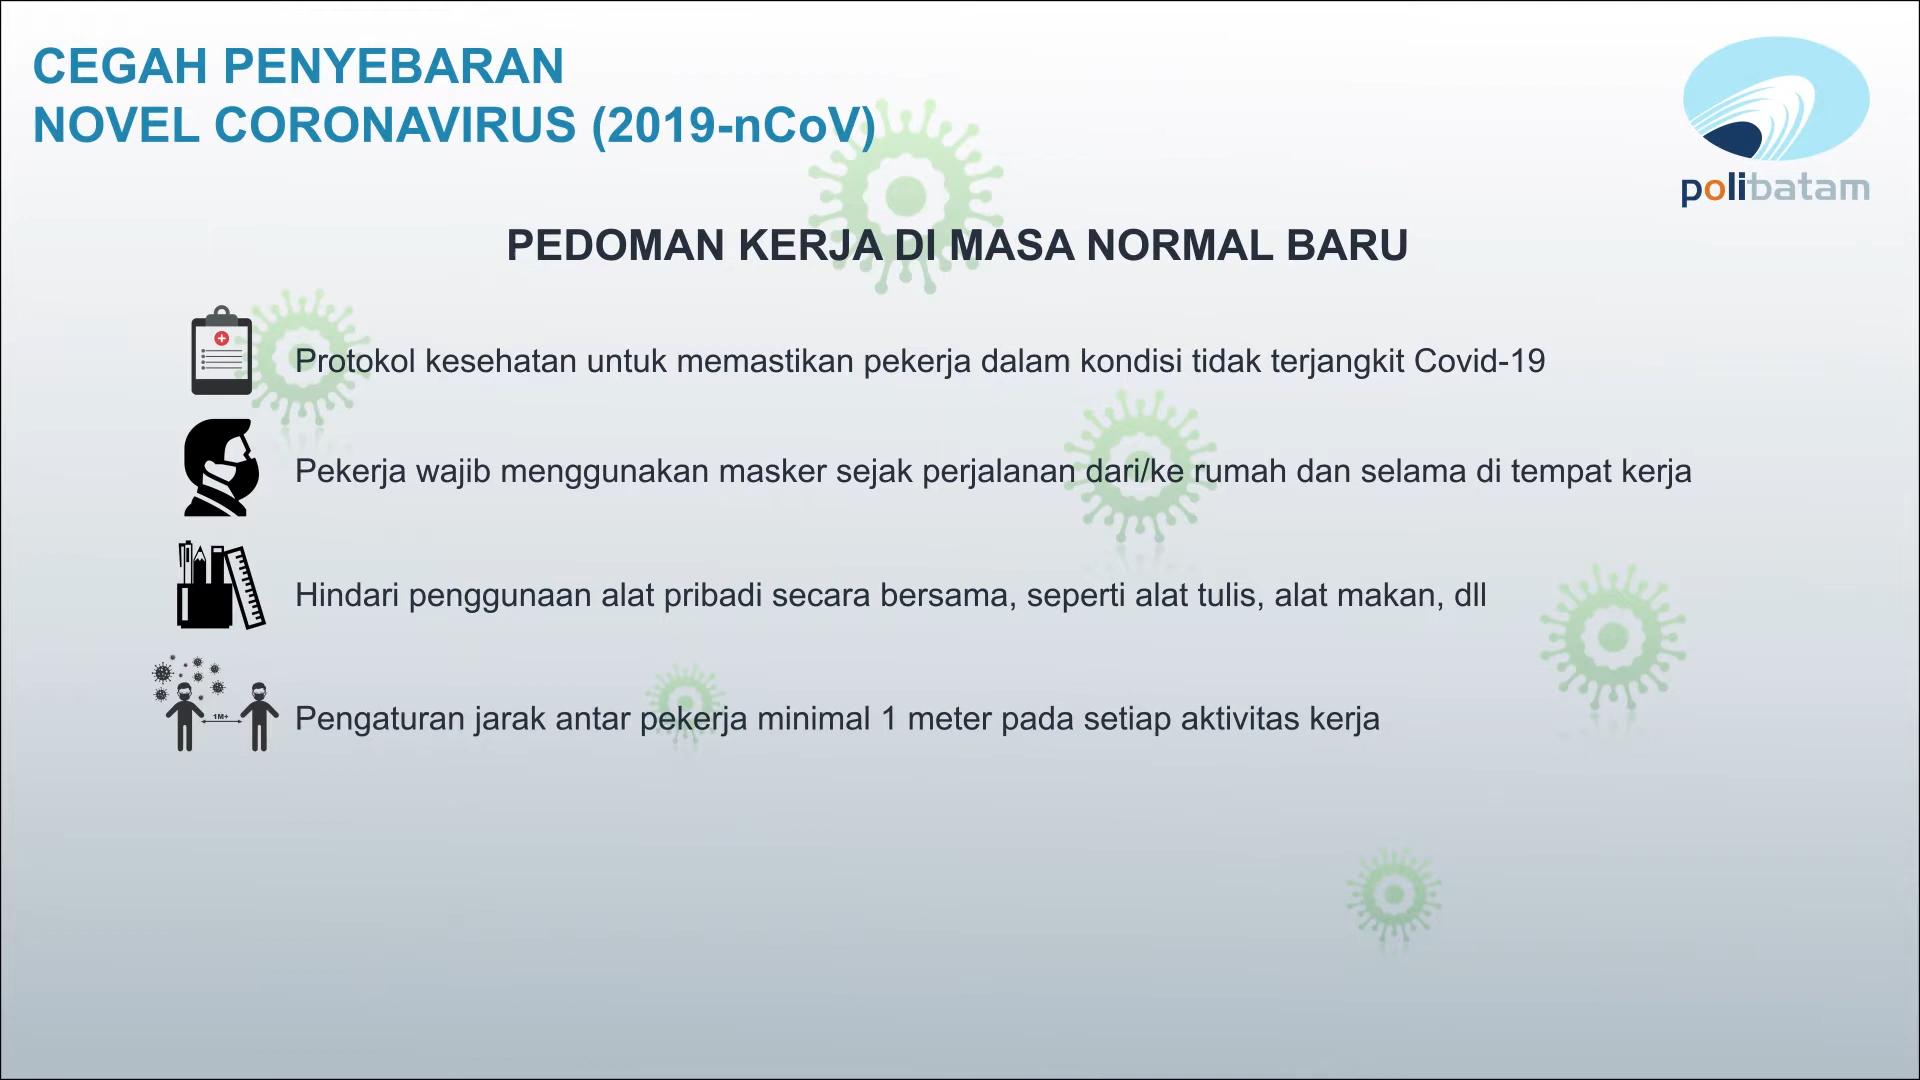 CEGAH PENYEBARAN
NOVEL CORONAVIRUS (2019-nCoV)
polibatam
PEDOMAN KERJA DI MASA NORMAL BARU
Protokol kesehatan untuk memastikan pekerja dalam kondisi tidak terjangkit Covid-19
Pekerja wajib menggunakan masker sejak perjalanan dari/ke rumah dan selama di tempat kerja
Hindari penggunaan alat pribadi secara bersama, seperti alat tulis, alat makan, dll
1M+
Pengaturan jarak antar pekerja minimal 1 meter pada setiap aktivitas kerja